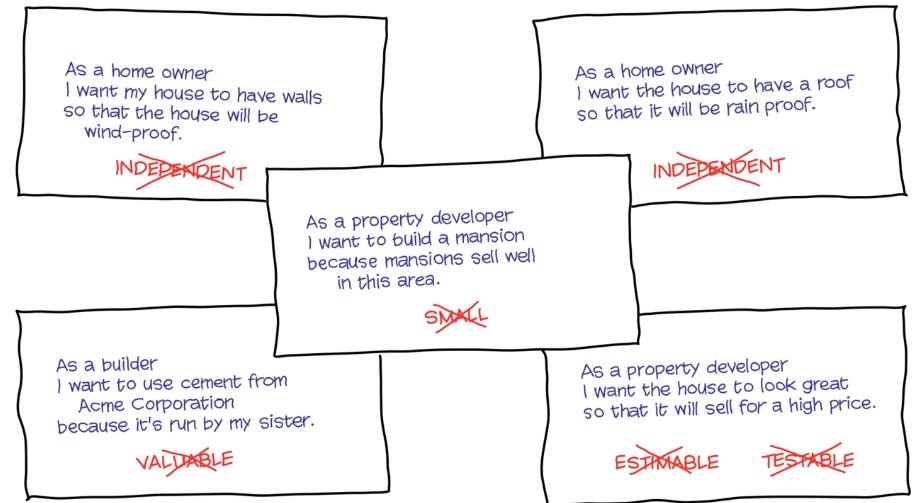 As a home owner
I want my house to have walls
so that the house will be
wind-proof.
INDEPENDENT
As a home owner
I want the house to have a roof
so that it will be rain proof.
INDEPENDENT
As a property developer
I want to build a mansion
because mansions sell well
in this area.
SMALL
As a builder
I want to use cement from
Acme Corporation
because it's run by my sister.
VALUABLE
As a property developer
I want the house to look great
so that it will sell for a high price.
ESTIMABLE TESTABLE